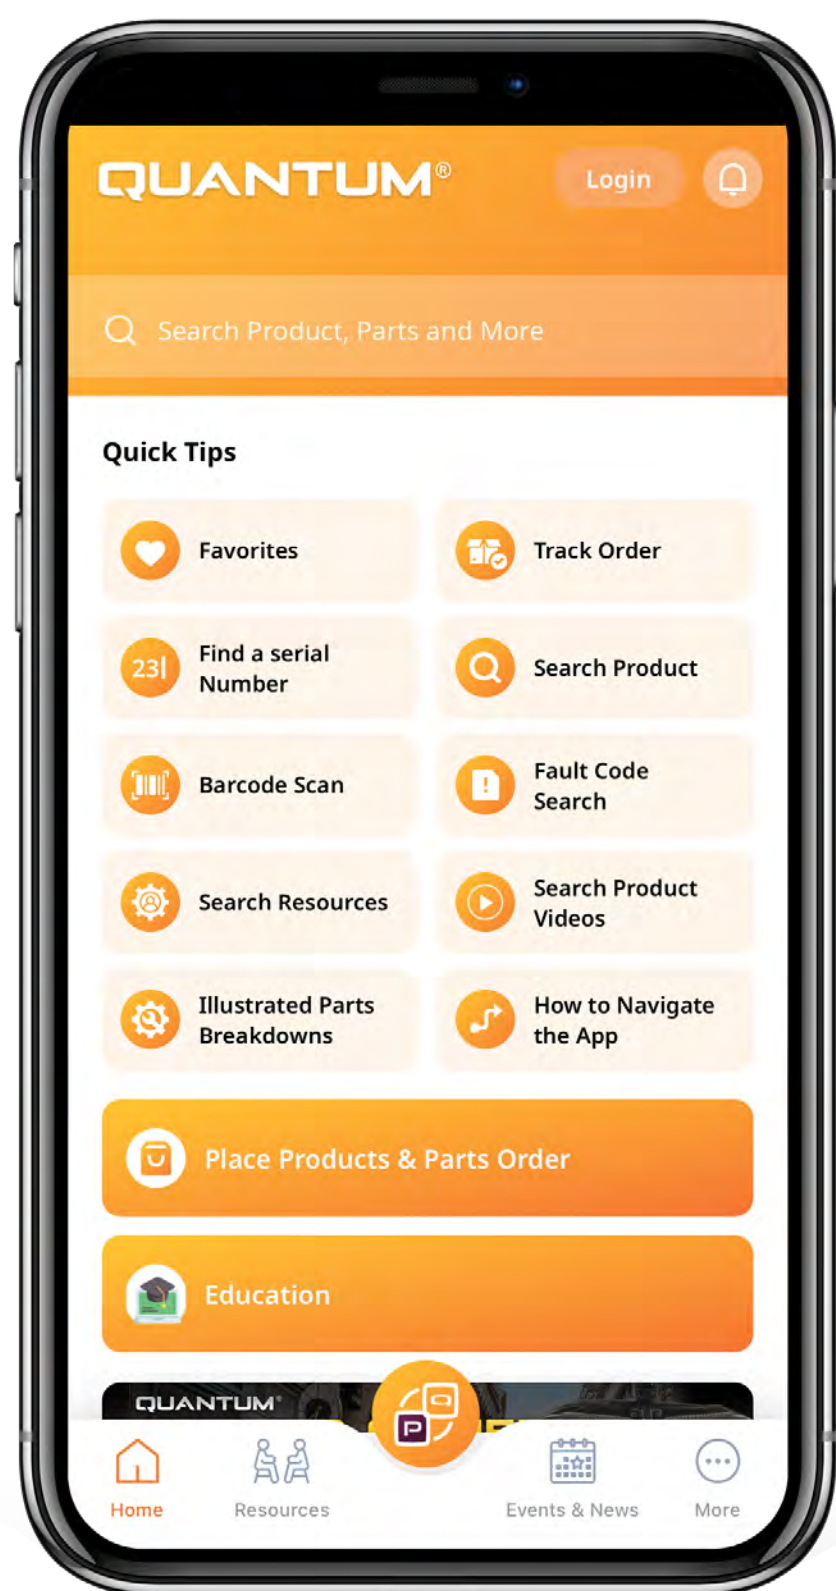 QUANTUM®
Login
Search Product, Parts and More
Quick Tips
Favorites
Track Order
23
Find a serial
Number
Search Product
Barcode Scan
Fault Code
Search
Search Resources
Search Product
Videos
Illustrated Parts
Breakdowns
How to Navigate
the App
Place Products & Parts Order
Education
QUANTUM®
Q
P
Home
Resources
Events & News
More